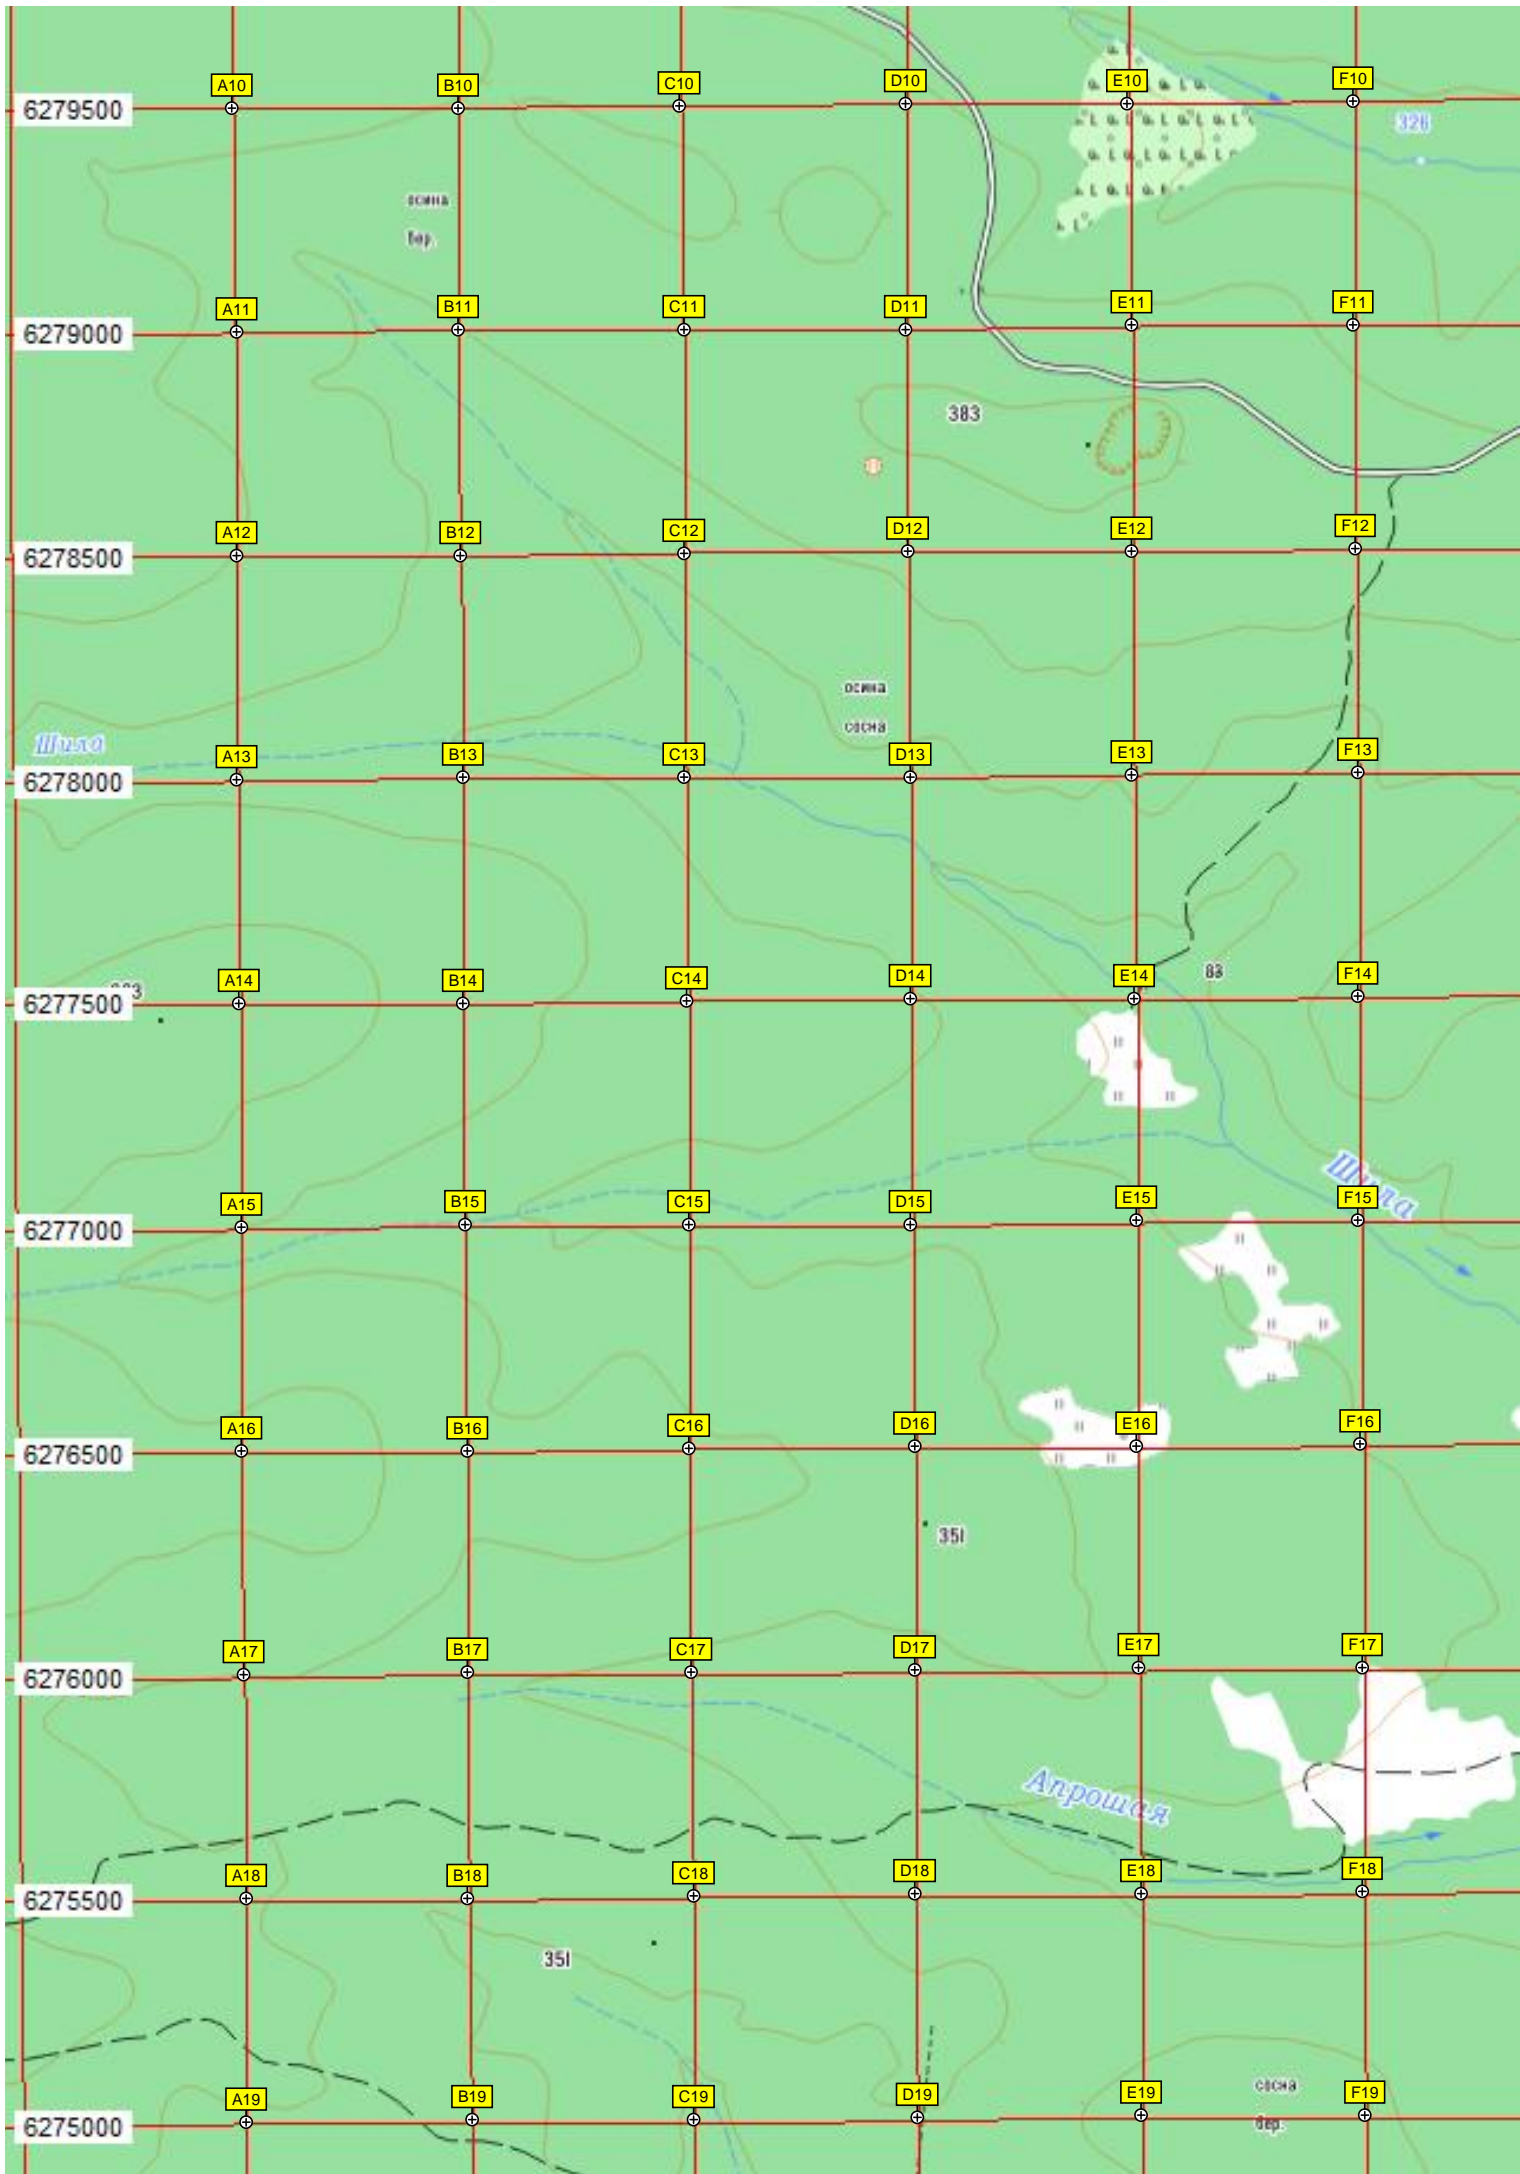 A10 B10 C10 D10 E10 F10
6279500
326
осина
бер.
A11 B11 C11 D11 E11 F11
6279000
383
A12 B12 C12 D12 E12 F12
6278500
осина
сосна
Шила
A13 B13 C13 D13 E13 F13
6278000
83
A14 B14 C14 D14 E14 F14
6277500
Шила
A15 B15 C15 D15 E15 F15
6277000
A16 B16 C16 D16 E16 F16
6276500
351
A17 B17 C17 D17 E17 F17
6276000
Апрошая
A18 B18 C18 D18 E18 F18
6275500
351
сосна
A19 B19 C19 D19 E19 F19
6275000
бер.